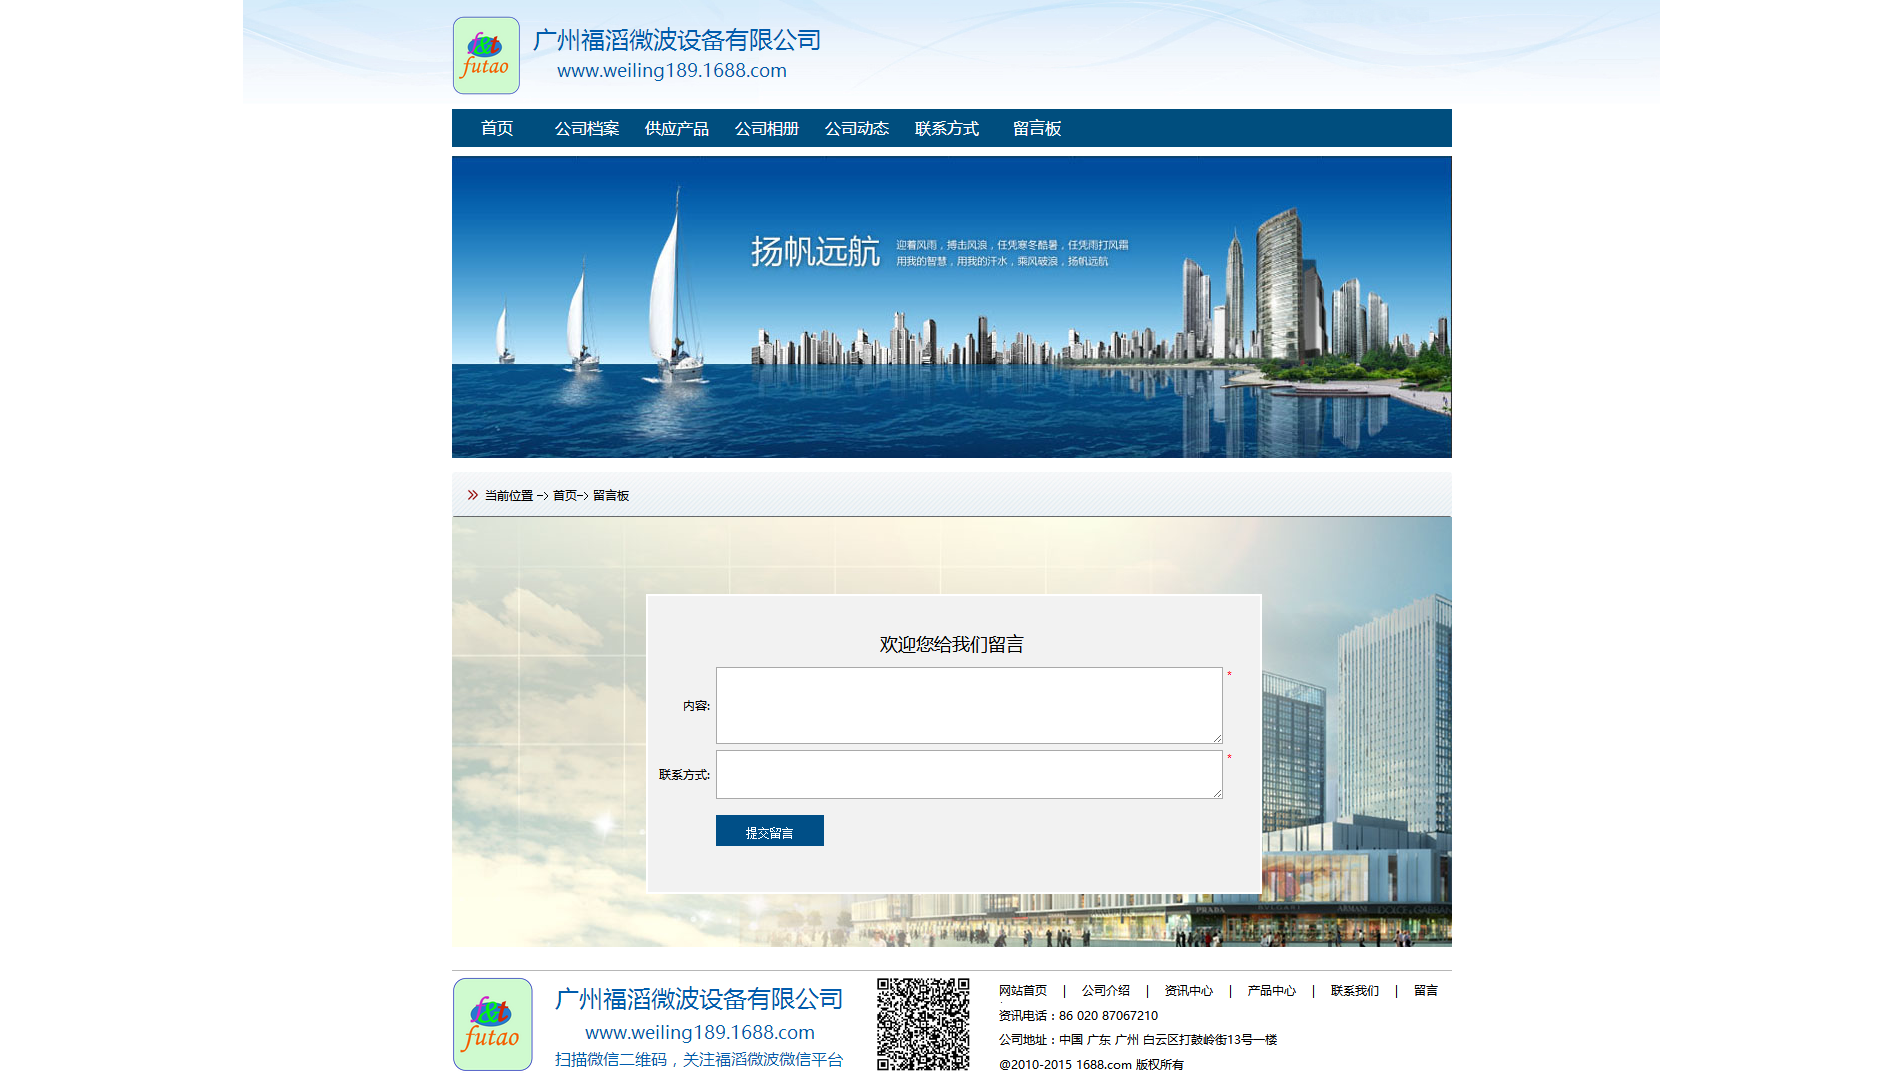 f&t
futao
广州福滔微波设备有限公司
www.weiling189.1688.com
首页 公司档案 供应产品 公司相册 公司动态 联系方式 留言板
扬帆远航
迎着风雨，搏击风浪，任凭寒冬酷暑，任凭雨打风霜
用我的智慧，用我的汗水，乘风破浪，扬帆远航
当前位置 -> 首页-> 留言板
欢迎您给我们留言
内容: *
联系方式: *
提交留言
PRADA BVLGARI ARMANI DOLCE&GABBANA
f&t
futao
广州福滔微波设备有限公司
www.weiling189.1688.com
扫描微信二维码，关注福滔微波微信平台
网站首页 | 公司介绍 | 资讯中心 | 产品中心 | 联系我们 | 留言
资讯电话：86 020 87067210
公司地址：中国 广东 广州 白云区打鼓岭街13号一楼
@2010-2015 1688.com 版权所有